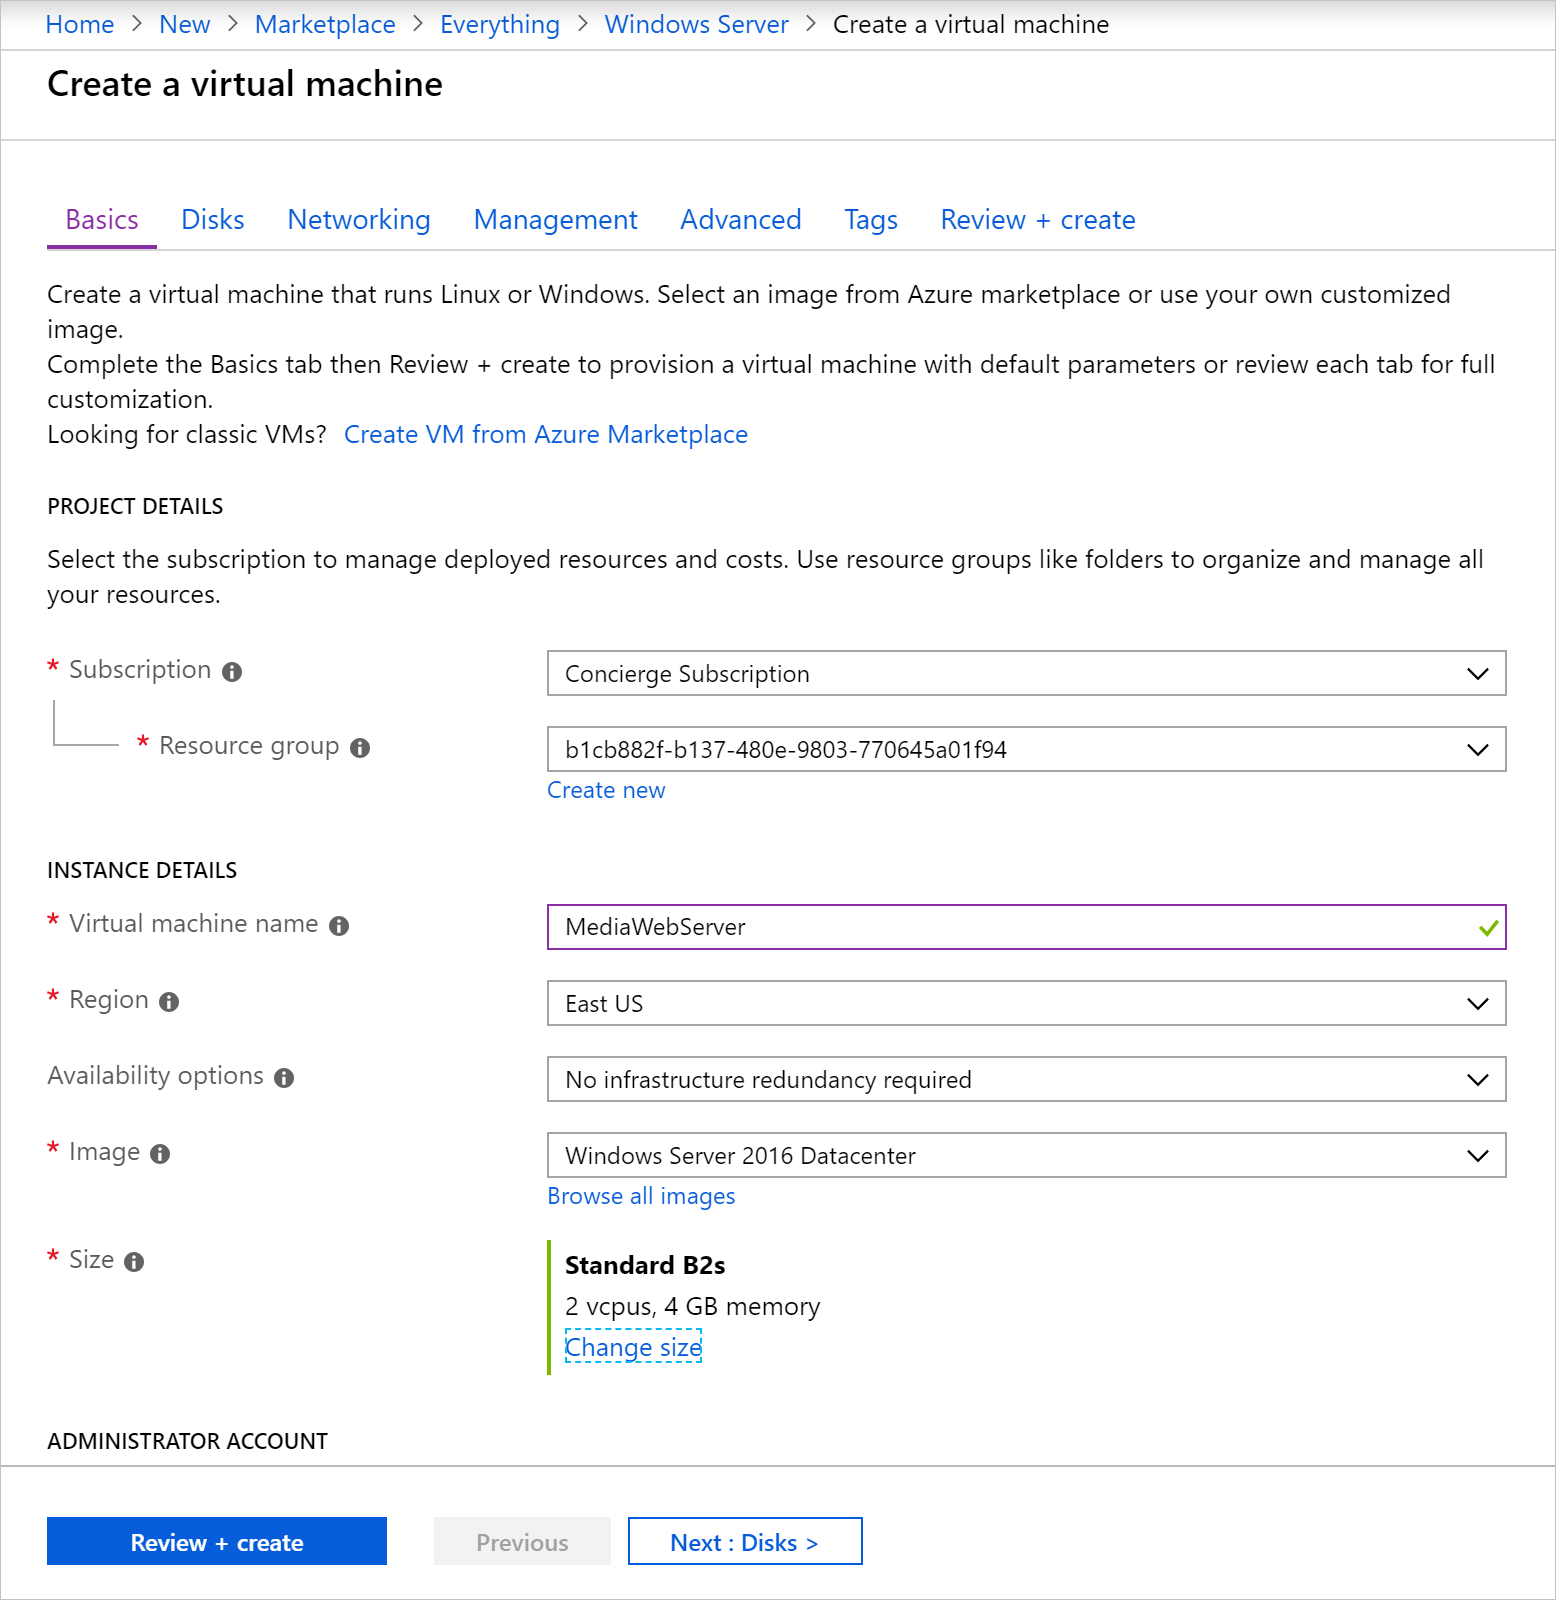 Home > New > Marketplace > Everything > Windows Server > Create a virtual machine
Create a virtual machine
Basics Disks Networking Management Advanced Tags Review + create
Create a virtual machine that runs Linux or Windows. Select an image from Azure marketplace or use your own customized
image.
Complete the Basics tab then Review + create to provision a virtual machine with default parameters or review each tab for full
customization.
Looking for classic VMs? Create VM from Azure Marketplace
PROJECT DETAILS
Select the subscription to manage deployed resources and costs. Use resource groups like folders to organize and manage all
your resources.
* Subscription Concierge Subscription
* Resource group b1cb882f-b137-480e-9803-770645a01f94
Create new
INSTANCE DETAILS
* Virtual machine name MediaWebServer
* Region East US
Availability options No infrastructure redundancy required
* Image Windows Server 2016 Datacenter
Browse all images
* Size Standard B2s
2 vcpus, 4 GB memory
Change size
ADMINISTRATOR ACCOUNT
Review + create Previous Next : Disks >